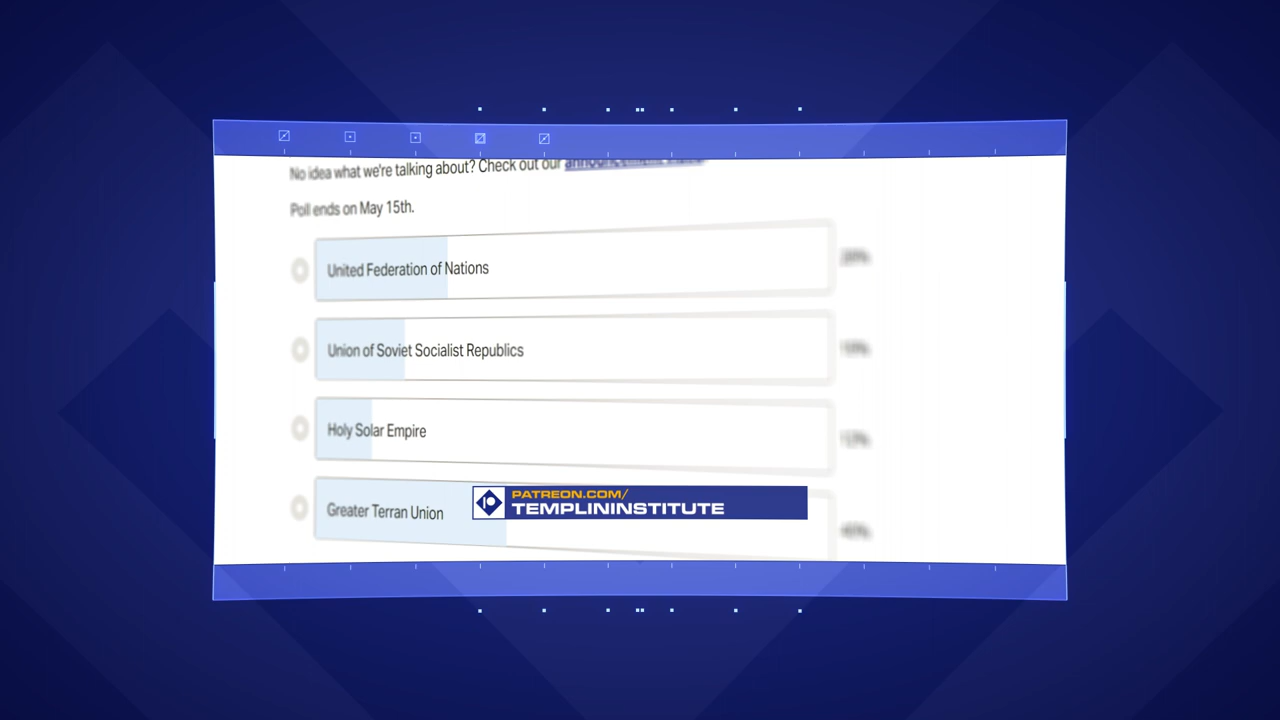 No idea what we're talking about? Check out our announcement
Poll ends on May 15th.
United Federation of Nations
Union of Soviet Socialist Republics
Holy Solar Empire
Greater Terran Union
PATREON.COM/
TEMPLININSTITUTE